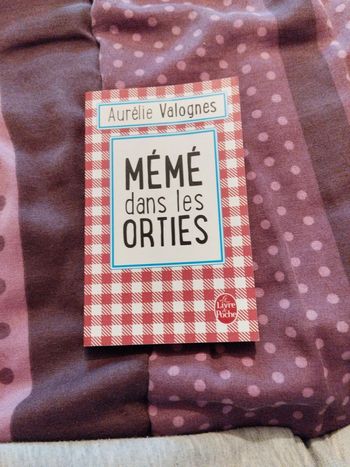 Aurélie Valognes
MÉMÉ
dans les
ORTIES
Le Livre
de Poche